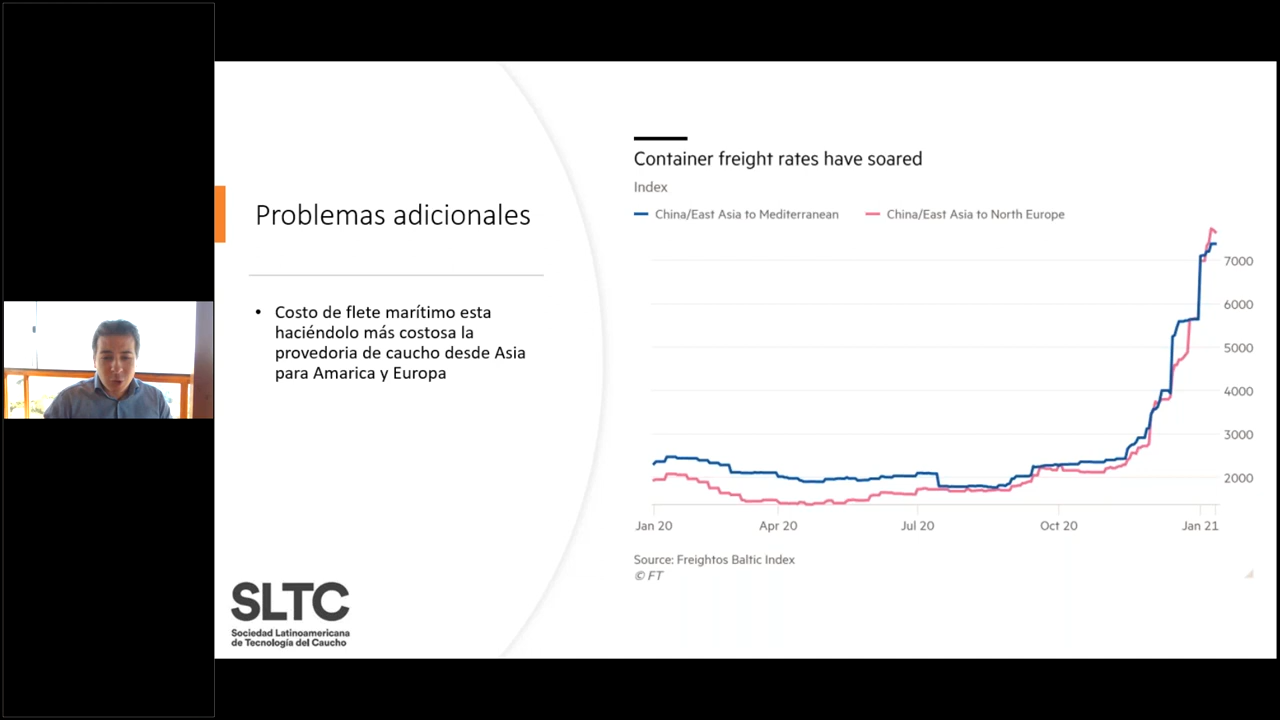 Problemas adicionales
• Costo de flete marítimo esta
haciéndolo más costosa la
provedoria de caucho desde Asia
para Amarica y Europa
SLTC
Sociedad Latinoamericana
de Tecnología del Caucho
Container freight rates have soared
Index
China/East Asia to Mediterranean
China/East Asia to North Europe
7000
6000
5000
4000
3000
2000
Jan 20
Apr 20
Jul 20
Oct 20
Jan 21
Source: Freightos Baltic Index
© FT